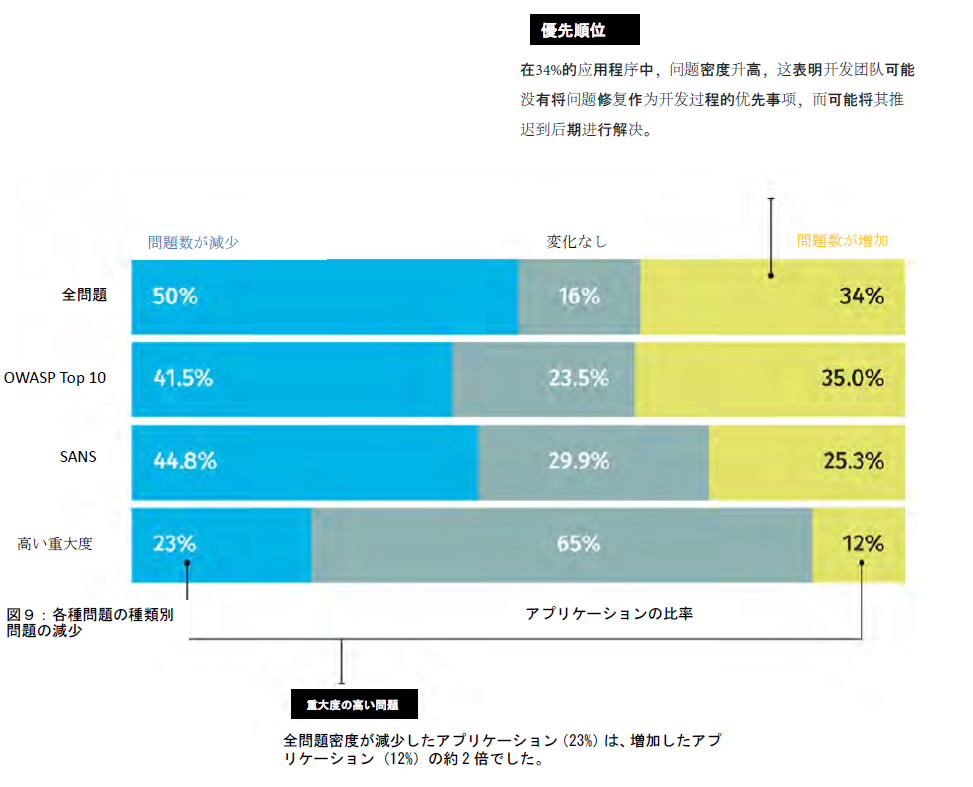 優先順位
在34%的应用程序中，问题密度升高，这表明开发团队可能
没有将问题修复作为开发过程的优先事项，而可能将其推
迟到后期进行解决。
問題数が減少
変化なし
問題数が増加
全問題
50%
16%
34%
OWASP Top 10
41.5%
23.5%
35.0%
SANS
44.8%
29.9%
25.3%
高い重大度
23%
65%
12%
図９：各種問題の種類別
問題の減少
アプリケーションの比率
重大度の高い問題
全問題密度が減少したアプリケーション（23%）は、増加したアプ
リケーション（12%）の約２倍でした。